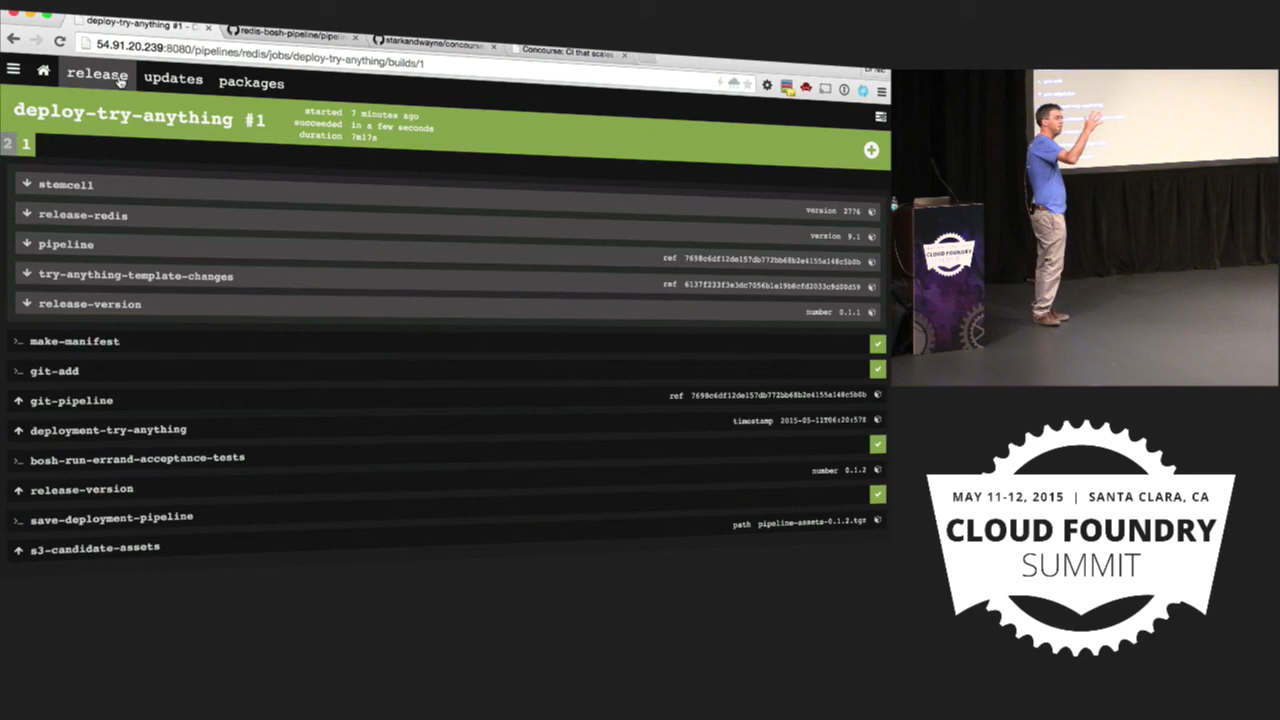 deploy-try-anything #1 - C
redis-bosh-pipeline/pipelin
starkandwayne/concourse
Concourse: CI that scales
54.91.20.239:8080/pipelines/redis/jobs/deploy-try-anything/builds/1
release updates packages
deploy-try-anything #1
started 7 minutes ago
succeeded in a few seconds
duration 7m17s
2 1
stemcell
version 2776
release-redis
version 9.1
pipeline
ref 7698c6df12de157db772bb68b2e4155a148c5b0b
try-anything-template-changes
ref 6137f233f3e3dc7056b1e19b8cfd2033c9d00d59
release-version
number 0.1.1
make-manifest
git-add
git-pipeline
ref 7698c6df12de157db772bb68b2e4155a148c5b0b
deployment-try-anything
timestamp 2015-05-11T06:20:57Z
bosh-run-errand-acceptance-tests
release-version
number 0.1.2
save-deployment-pipeline
s3-candidate-assets
path pipeline-assets-0.1.2.tgz
CLOUD FOUNDRY
MAY 11-12, 2015 | SANTA CLARA, CA
CLOUD FOUNDRY
SUMMIT